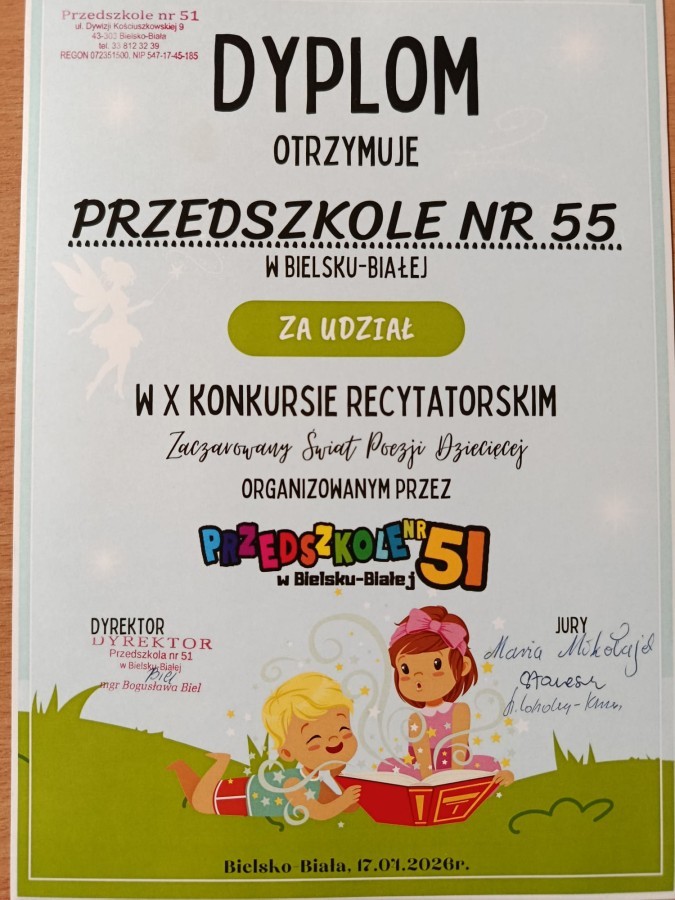 Przedszkole nr 51
ul. Dywizji Kościuszkowskiej 9
43-303 Bielsko-Biała
tel. 33 812 32 39
REGON 072351500, NIP 547-17-45-185
DYPLOM
OTRZYMUJE
PRZEDSZKOLE NR 55
W BIELSKU-BIAŁEJ
ZA UDZIAŁ
W X KONKURSIE RECYTATORSKIM
Zaczarowany Świat Poezji Dziecięcej
ORGANIZOWANYM PRZEZ
PRZEDSZKOLE NR 51
w Bielsku-Białej
DYREKTOR
DYREKTOR
Przedszkola nr 51
w Bielsku-Białej
mgr Bogusława Biel
JURY
Maria Mikołaj
Bielsko-Biała, 17.04.2026r.